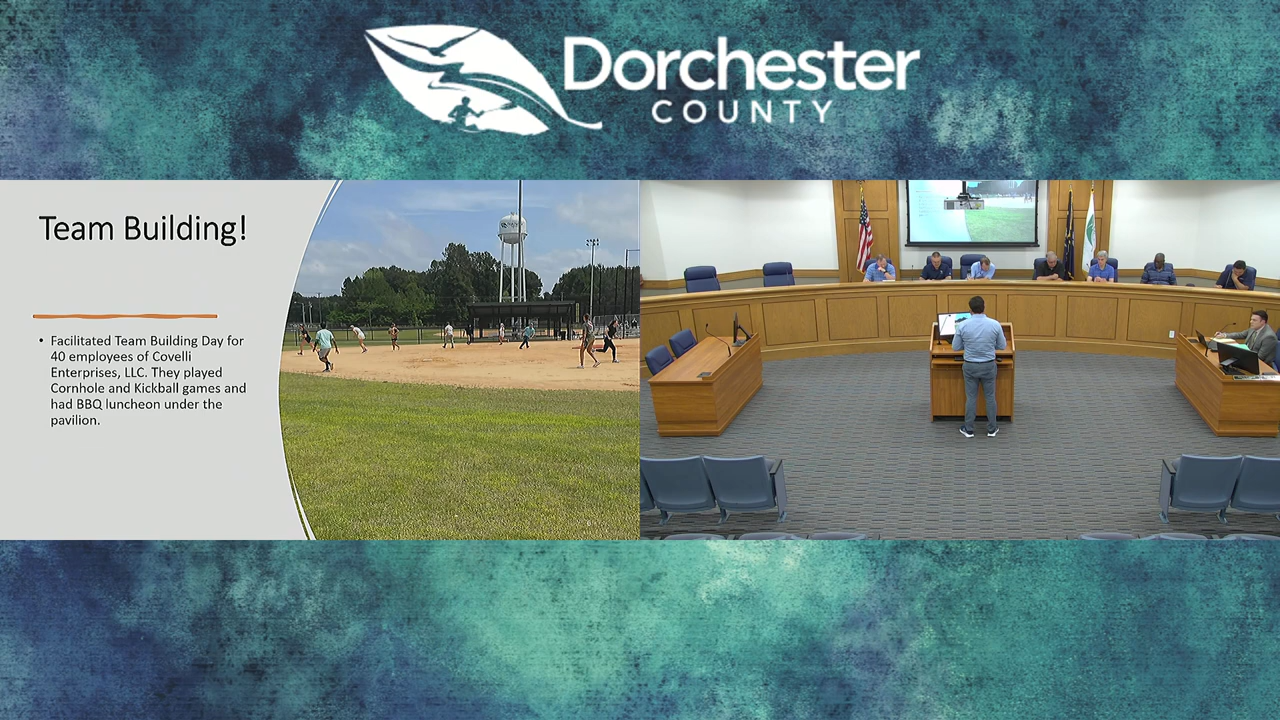 Dorchester
COUNTY
Team Building!
• Facilitated Team Building Day for
40 employees of Covelli
Enterprises, LLC. They played
Cornhole and Kickball games and
had BBQ luncheon under the
pavilion.